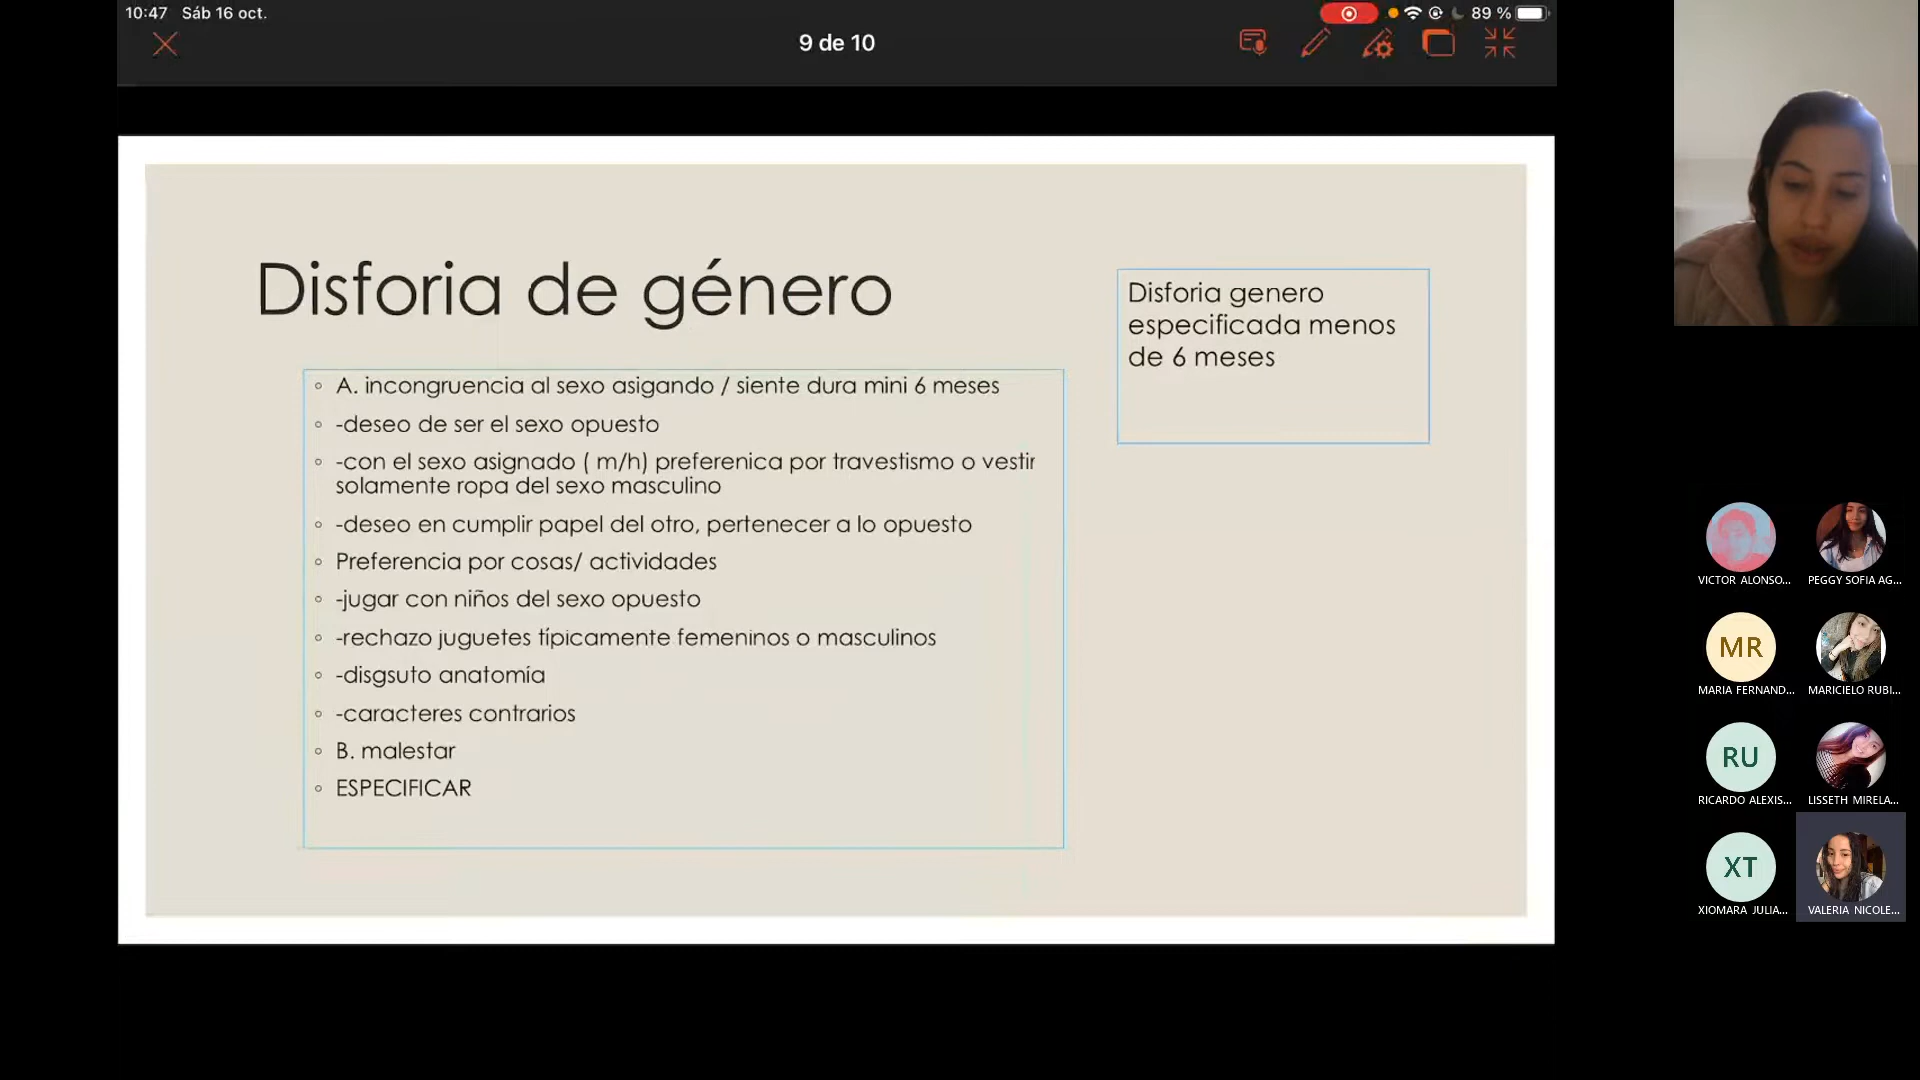 10:47 Sáb 16 oct.
89 %
9 de 10
Disforia de género
Disforia genero
especificada menos
de 6 meses
A. incongruencia al sexo asigando / siente dura mini 6 meses
-deseo de ser el sexo opuesto
-con el sexo asignado ( m/h) preferenica por travestismo o vestir
solamente ropa del sexo masculino
-deseo en cumplir papel del otro, pertenecer a lo opuesto
Preferencia por cosas/ actividades
-jugar con niños del sexo opuesto
-rechazo juguetes típicamente femeninos o masculinos
-disgsuto anatomía
-caracteres contrarios
B. malestar
ESPECIFICAR
VICTOR ALONSO...
PEGGY SOFIA AG...
MR
MARIA FERNAND...
MARICIELO RUBI...
RU
RICARDO ALEXIS...
LISSETH MIRELA...
XT
XIOMARA JULIA...
VALERIA NICOLE...